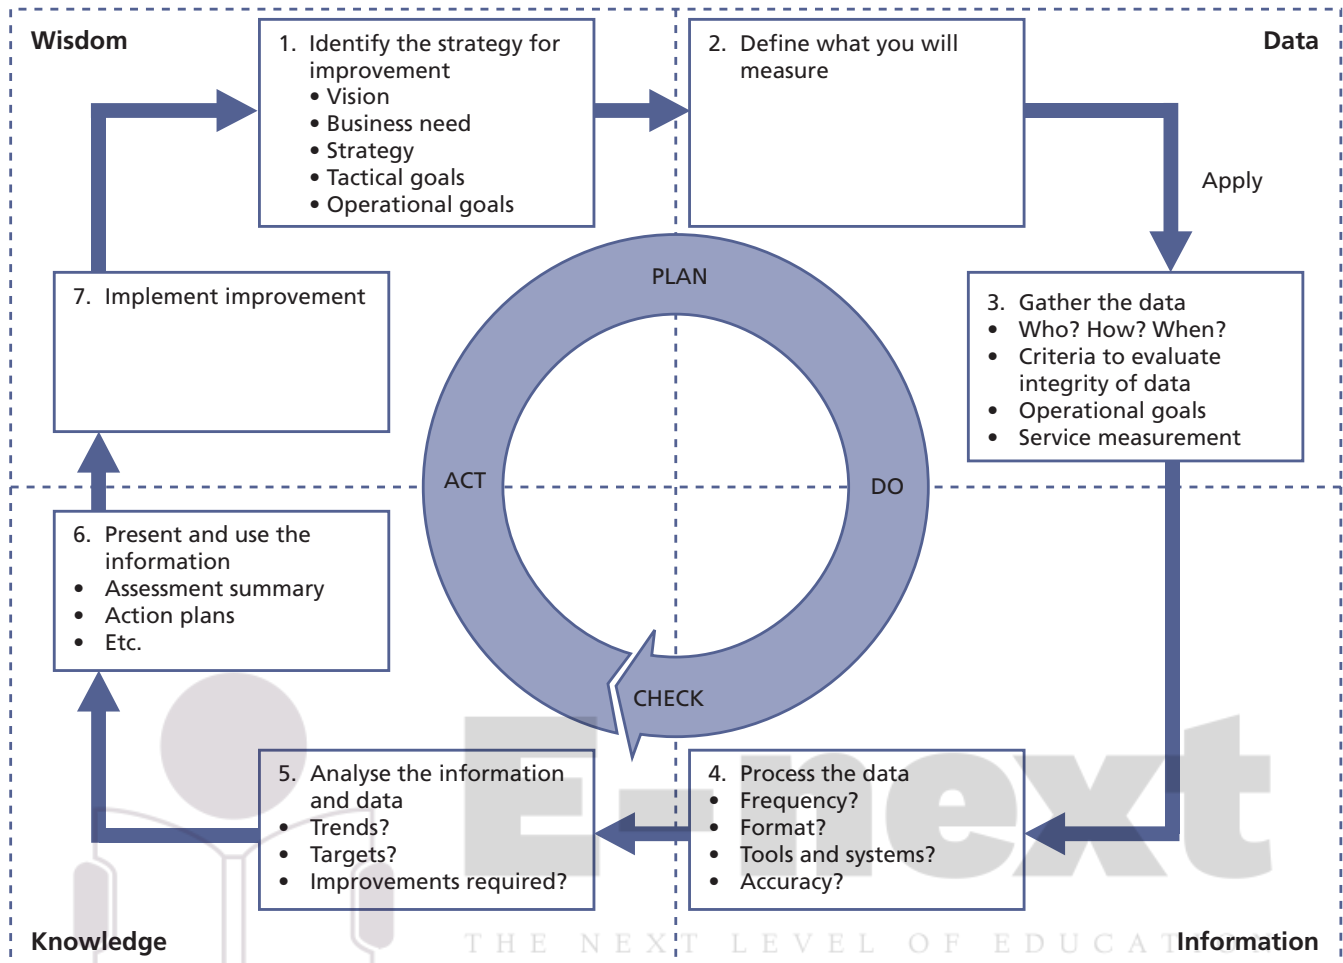 Wisdom
1. Identify the strategy for
improvement
• Vision
• Business need
• Strategy
• Tactical goals
• Operational goals
2. Define what you will
measure
Data
Apply
3. Gather the data
• Who? How? When?
• Criteria to evaluate
integrity of data
• Operational goals
• Service measurement
7. Implement improvement
PLAN
ACT
DO
CHECK
6. Present and use the
information
• Assessment summary
• Action plans
• Etc.
5. Analyse the information
and data
• Trends?
• Targets?
• Improvements required?
4. Process the data
• Frequency?
• Format?
• Tools and systems?
• Accuracy?
E-next
THE NEXT LEVEL OF EDUCATION
Knowledge
Information